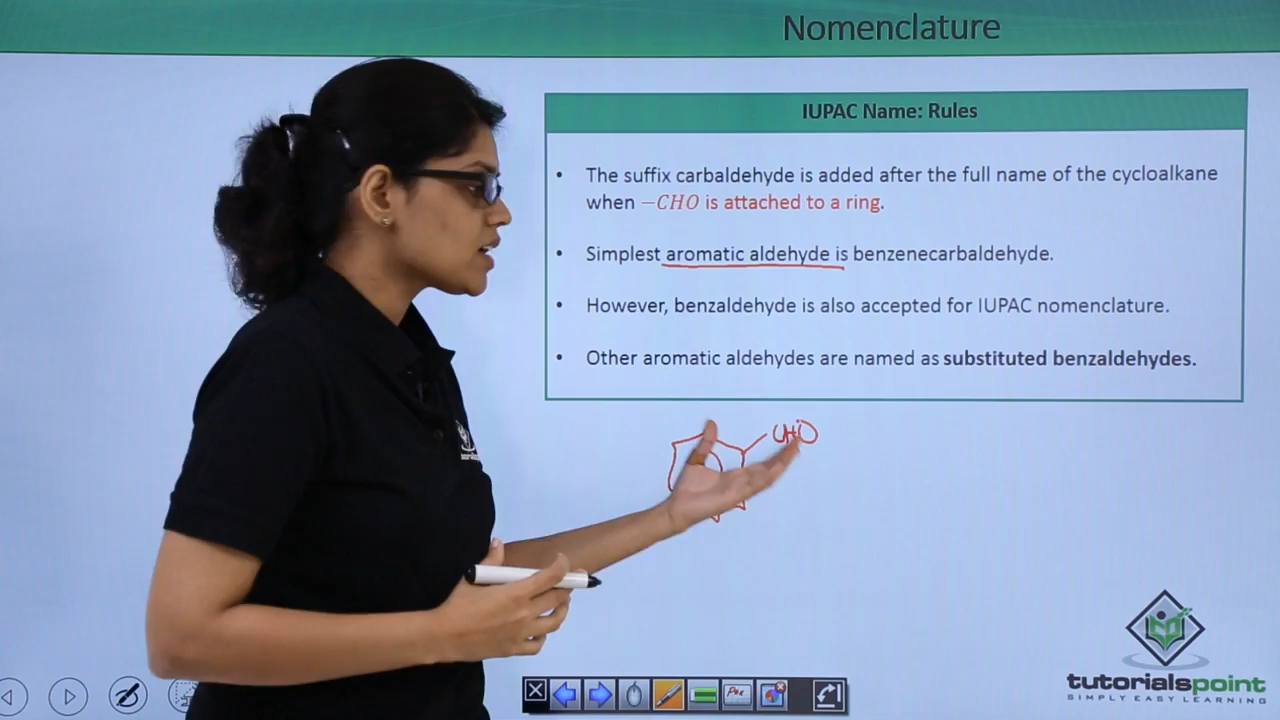 Nomenclature
IUPAC Name: Rules
• The suffix carbaldehyde is added after the full name of the cycloalkane
when −CHO is attached to a ring.
• Simplest aromatic aldehyde is benzenecarbaldehyde.
• However, benzaldehyde is also accepted for IUPAC nomenclature.
• Other aromatic aldehydes are named as substituted benzaldehydes.
CHO
tutorialspoint
SIMPLY EASY LEARNING